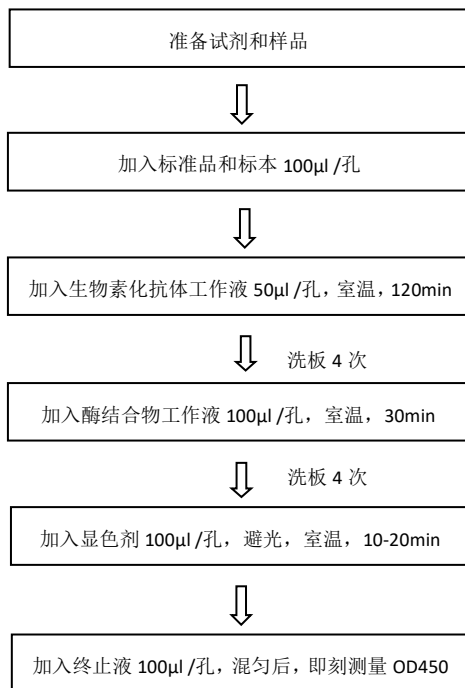 准备试剂和样品
加入标准品和标本 100μl /孔
加入生物素化抗体工作液 50μl /孔，室温，120min
洗板 4 次
加入酶结合物工作液 100μl /孔，室温，30min
洗板 4 次
加入显色剂 100μl /孔，避光，室温，10-20min
加入终止液 100μl /孔，混匀后，即刻测量 OD450